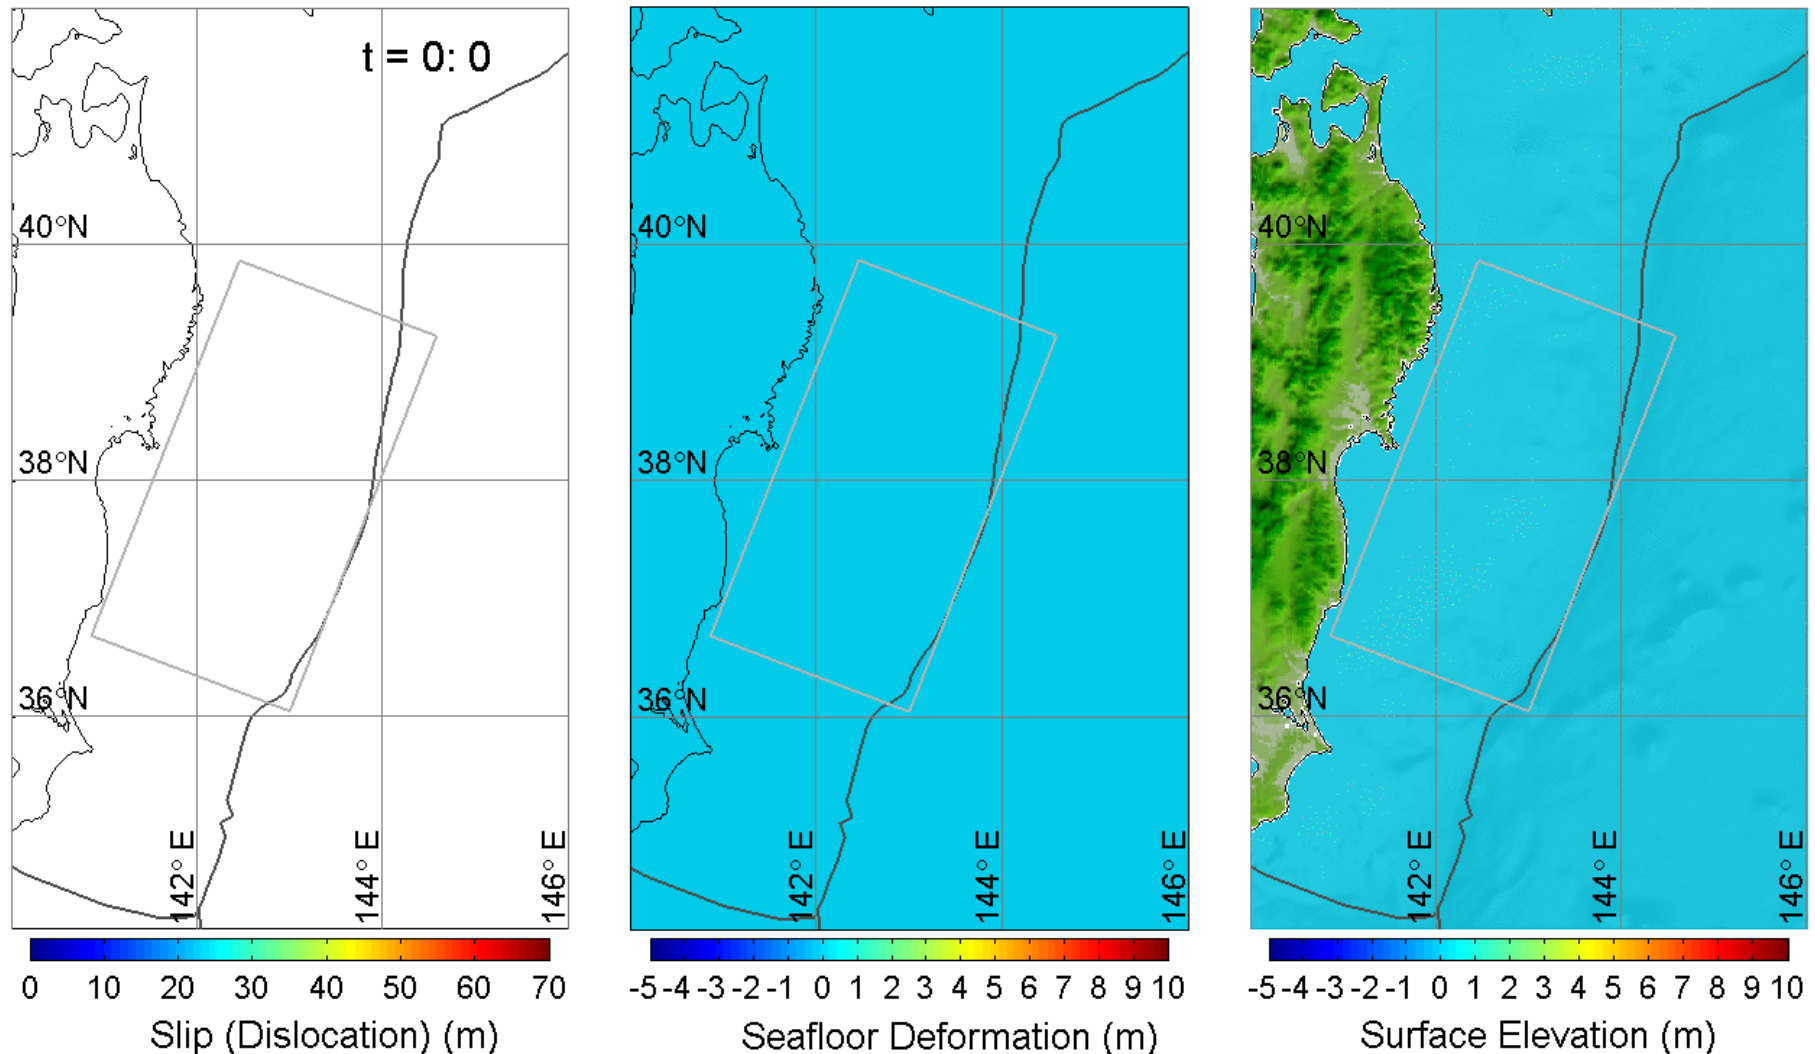 t = 0: 0
40°N
38°N
36°N
142° E
144° E
146° E
0 10 20 30 40 50 60 70
Slip (Dislocation) (m)
40°N
38°N
36°N
142° E
144° E
146° E
-5 -4 -3 -2 -1 0 1 2 3 4 5 6 7 8 9 10
Seafloor Deformation (m)
40°N
38°N
36°N
142° E
144° E
146° E
-5 -4 -3 -2 -1 0 1 2 3 4 5 6 7 8 9 10
Surface Elevation (m)